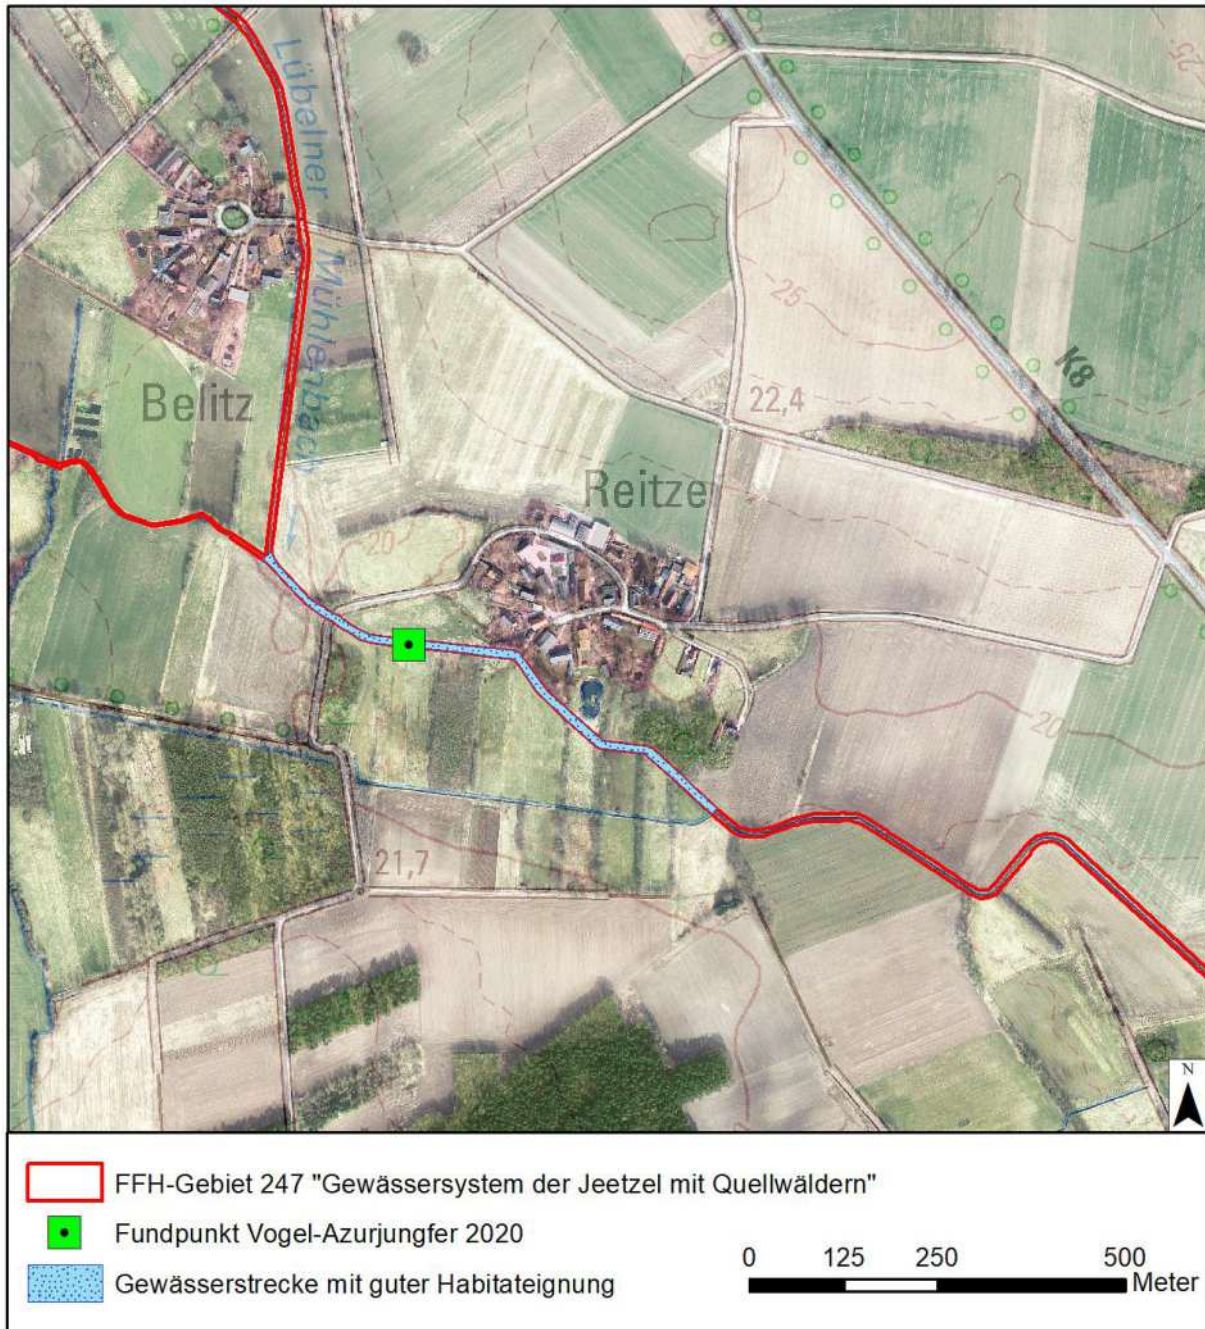 Lübelner Mühlenbach
25
K8
25
Belitz
22,4
Reitze
20
20
21,7
N
FFH-Gebiet 247 "Gewässersystem der Jeetzel mit Quellwäldern"
Fundpunkt Vogel-Azurjungfer 2020
Gewässerstrecke mit guter Habitateignung
0 125 250 500
Meter